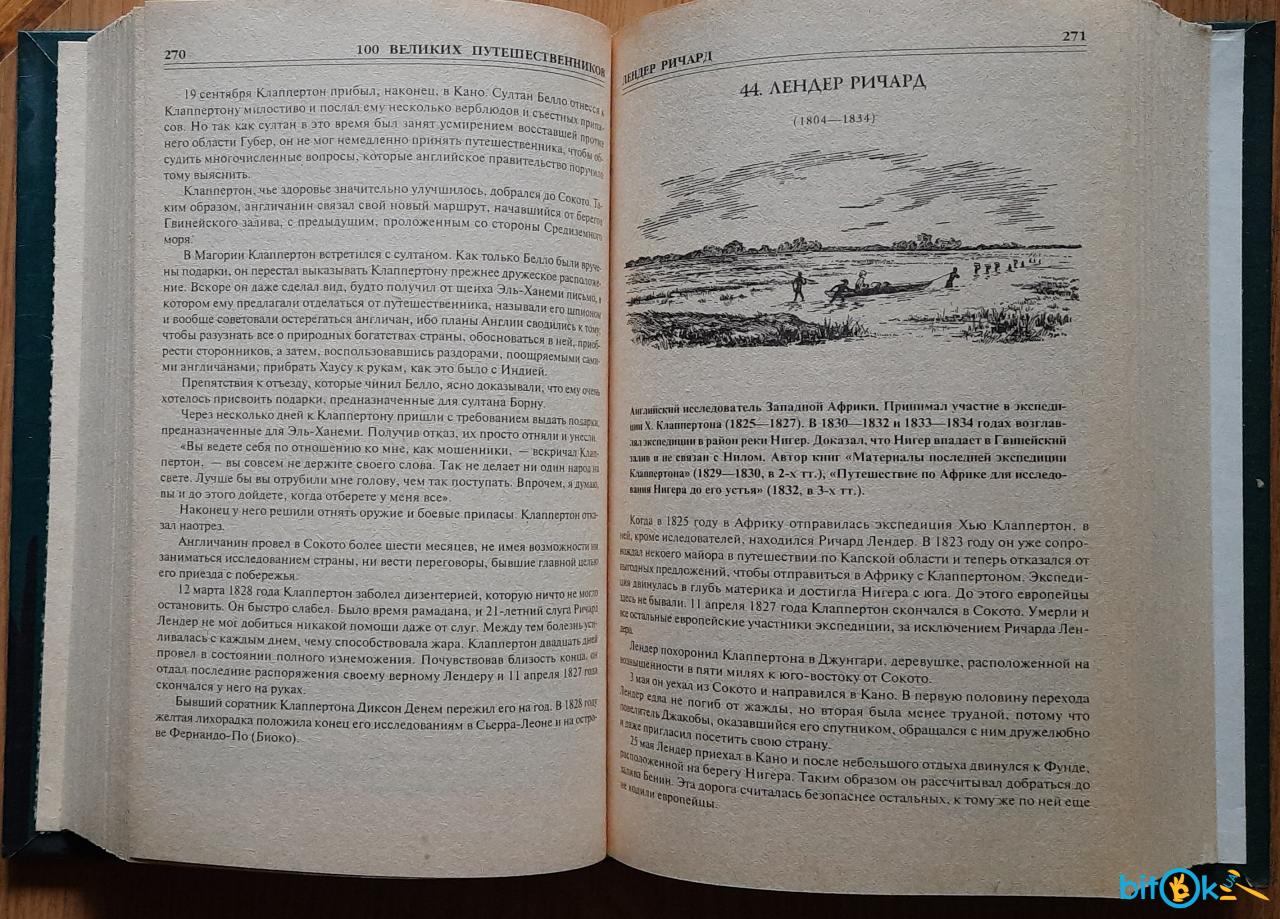 270
100 ВЕЛИКИХ ПУТЕШЕСТВЕННИКОВ
19 сентября Клаппертон прибыл, наконец, в Кано. Султан Белло отнесся к
Клаппертону милостиво и послал ему несколько верблюдов и съестных припа-
сов. Но так как султан в это время был занят усмирением восставшей против
него области Губер, он не мог немедленно принять путешественника, чтобы об-
судить многочисленные вопросы, которые английское правительство поручило
тому выяснить.
Клаппертон, чье здоровье значительно улучшилось, добрался до Сокото. Та-
ким образом, англичанин связал свой новый маршрут, начавшийся от берегов
Гвинейского залива, с предыдущим, проложенным со стороны Средиземного
моря.
В Магории Клаппертон встретился с султаном. Как только Белло были вруче-
ны подарки, он перестал выказывать Клаппертону прежнее дружеское расположе-
ние. Вскоре он даже сделал вид, будто получил от шейха Эль-Ханеми письмо, в
котором ему предлагали отделаться от путешественника, называли его шпионом
и вообще советовали остерегаться англичан, ибо планы Англии сводились к тому,
чтобы разузнать все о природных богатствах страны, обосноваться в ней, приоб-
рести сторонников, а затем, воспользовавшись раздорами, поощряемыми сами-
ми англичанами, прибрать Хаусу к рукам, как это было с Индией.
Препятствия к отъезду, которые чинил Белло, ясно доказывали, что ему очень
хотелось присвоить подарки, предназначенные для султана Борну.
Через несколько дней к Клаппертону пришли с требованием выдать подарки,
предназначенные для Эль-Ханеми. Получив отказ, их просто отняли и унесли.
«Вы ведете себя по отношению ко мне, как мошенники, — вскричал Клап-
пертон, — вы совсем не держите своего слова. Так не делает ни один народ на
свете. Лучше бы вы отрубили мне голову, чем так поступать. Впрочем, я думаю,
вы и до этого дойдете, когда отберете у меня все».
Наконец у него решили отнять оружие и боевые припасы. Клаппертон отка-
зал наотрез.
Англичанин провел в Сокото более шести месяцев, не имея возможности ни
заниматься исследованием страны, ни вести переговоры, бывшие главной целью
его приезда с побережья.
12 марта 1828 года Клаппертон заболел дизентерией, которую ничто не могло
остановить. Он быстро слабел. Было время рамадана, и 21-летний слуга Ричард
Лендер не мог добиться никакой помощи даже от слуг. Между тем болезнь уси-
ливалась с каждым днем, чему способствовала жара. Клаппертон двадцать дней
провел в состоянии полного изнеможения. Почувствовав близость конца, он
отдал последние распоряжения своему верному Лендеру и 11 апреля 1827 года
скончался у него на руках.
Бывший соратник Клаппертона Диксон Денем пережил его на год. В 1828 году
желтая лихорадка положила конец его исследованиям в Сьерра-Леоне и на остро-
ве Фернандо-По (Биоко).
ЛЕНДЕР РИЧАРД
271
44. ЛЕНДЕР РИЧАРД
(1804—1834)
Английский исследователь Западной Африки. Принимал участие в экспеди-
ции Х. Клаппертона (1825—1827). В 1830—1832 и 1833—1834 годах возглав-
лял экспедиции в район реки Нигер. Доказал, что Нигер впадает в Гвинейский
залив и не связан с Нилом. Автор книг «Материалы последней экспедиции
Клаппертона» (1829—1830, в 2-х тт.), «Путешествие по Африке для исследо-
вания Нигера до его устья» (1832, в 3-х тт.).
Когда в 1825 году в Африку отправилась экспедиция Хью Клаппертон, в
ней, кроме иследователей, находился Ричард Лендер. В 1823 году он уже сопро-
вождал некоего майора в путешествии по Капской области и теперь отказался от
выгодных предложений, чтобы отправиться в Африку с Клаппертоном. Экспеди-
ция двинулась в глубь материка и достигла Нигера с юга. До этого европейцы
здесь не бывали. 11 апреля 1827 года Клаппертон скончался в Сокото. Умерли и
все остальные европейские участники экспедиции, за исключением Ричарда Лен-
дера.
Лендер похоронил Клаппертона в Джунгари, деревушке, расположенной на
возвышенности в пяти милях к юго-востоку от Сокото.
3 мая он уехал из Сокото и направился в Кано. В первую половину перехода
Лендер едва не погиб от жажды, но вторая была менее трудной, потому что
повелитель Джакобы, оказавшийся его спутником, обращался с ним дружелюбно
и даже пригласил посетить свою страну.
25 мая Лендер приехал в Кано и после небольшого отдыха двинулся к Фунде,
расположенной на берегу Нигера. Таким образом он рассчитывал добраться до
залива Бенин. Эта дорога считалась безопаснее остальных, к тому же по ней еще
не ходили европейцы.
bitok UA